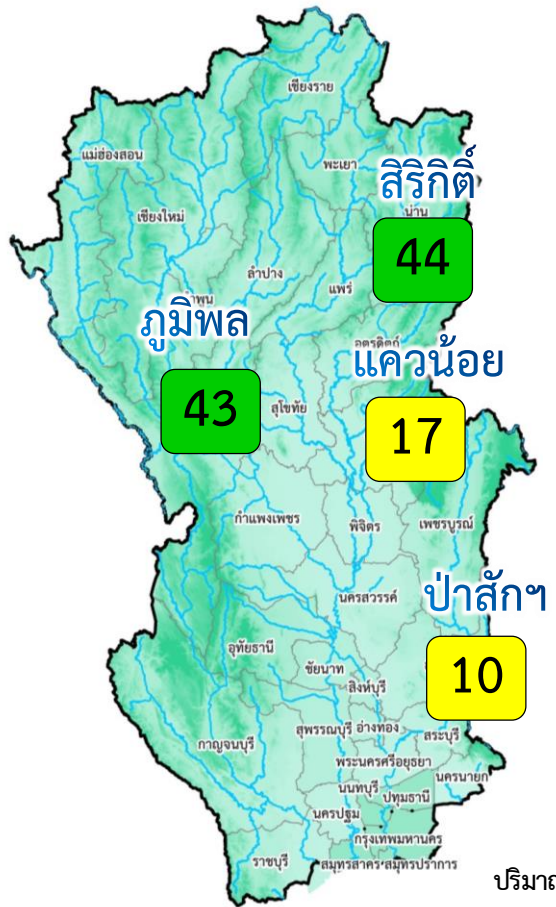 เชียงราย
แม่ฮ่องสอน
พะเยา
สิริกิติ์
น่าน
เชียงใหม่
44
ลำปาง
แพร่
ภูมิพล
อุตรดิตถ์
แควน้อย
43
สุโขทัย
17
กำแพงเพชร
พิจิตร
เพชรบูรณ์
นครสวรรค์
ป่าสักฯ
อุทัยธานี
ชัยนาท
10
สิงห์บุรี
สุพรรณบุรี อ่างทอง
สระบุรี
กาญจนบุรี
พระนครศรีอยุธยา
นครนายก
นนทบุรี
ปทุมธานี
นครปฐม
กรุงเทพมหานคร
ราชบุรี
สมุทรสาคร สมุทรปราการ